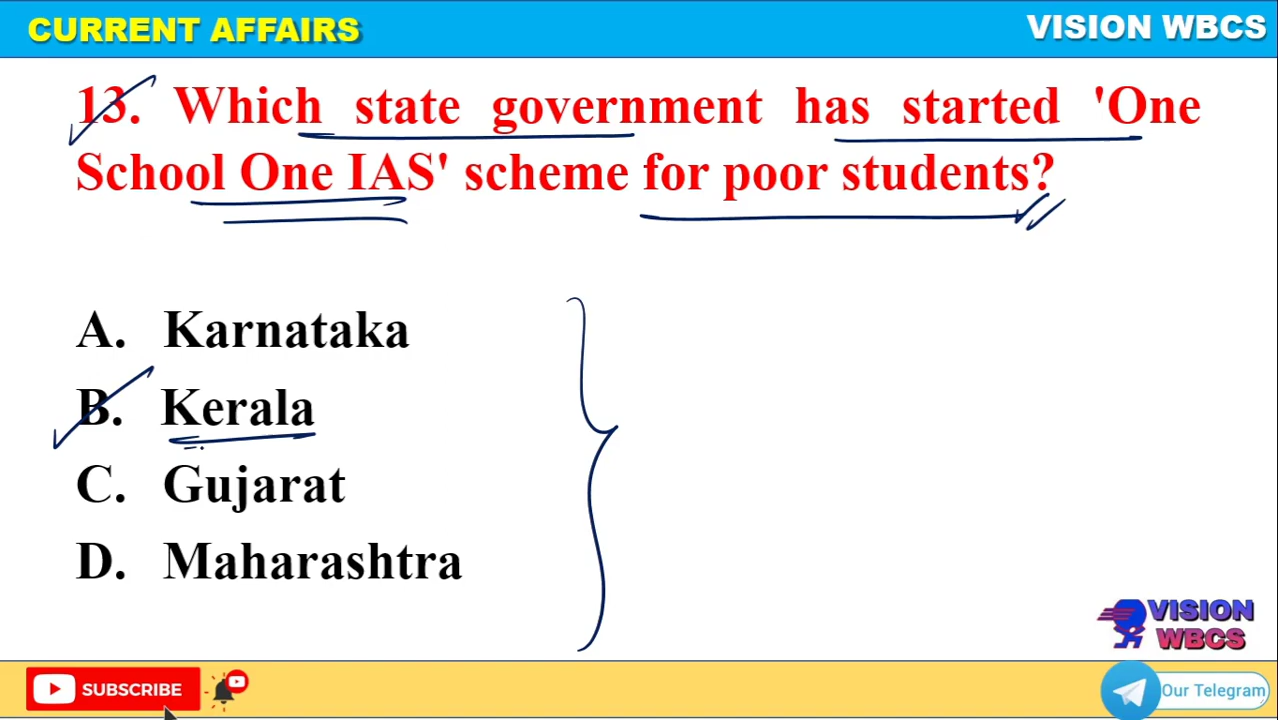 CURRENT AFFAIRS
VISION WBCS
13. Which state government has started 'One
School One IAS' scheme for poor students?
A. Karnataka
B. Kerala
C. Gujarat
D. Maharashtra
VISION
WBCS
SUBSCRIBE
Our Telegram